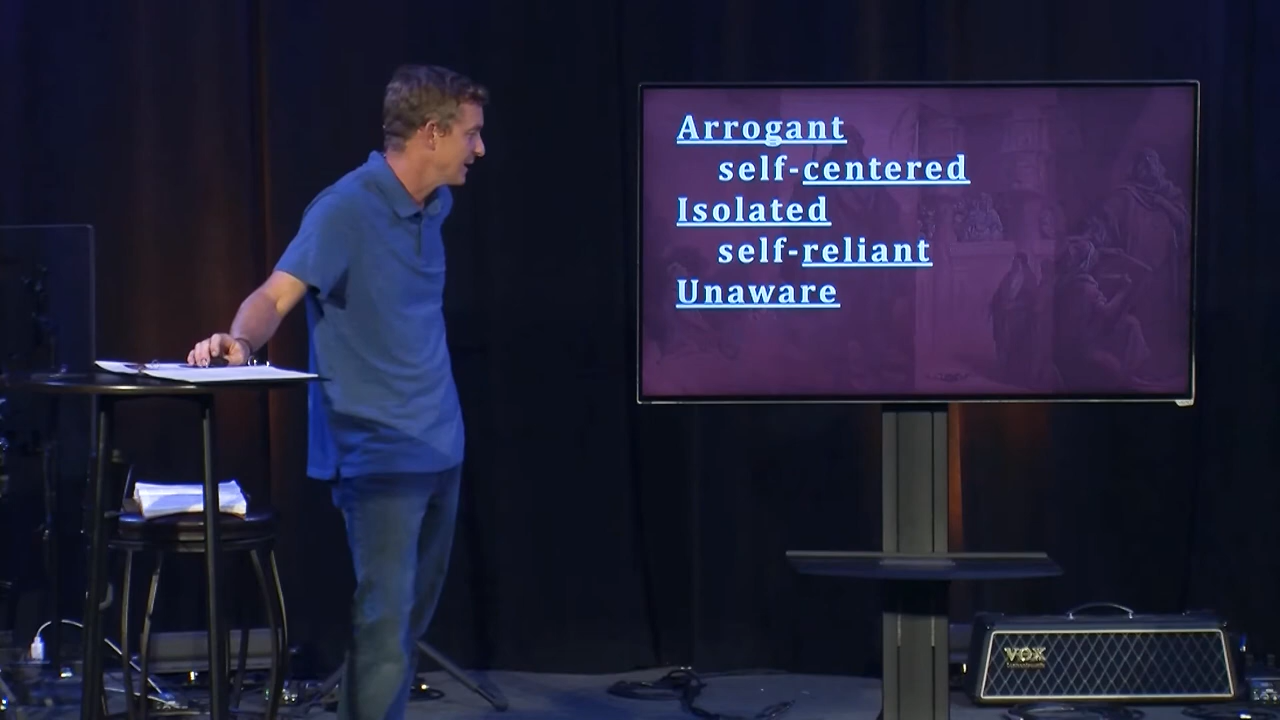 Arrogant
self-centered
Isolated
self-reliant
Unaware
VOX